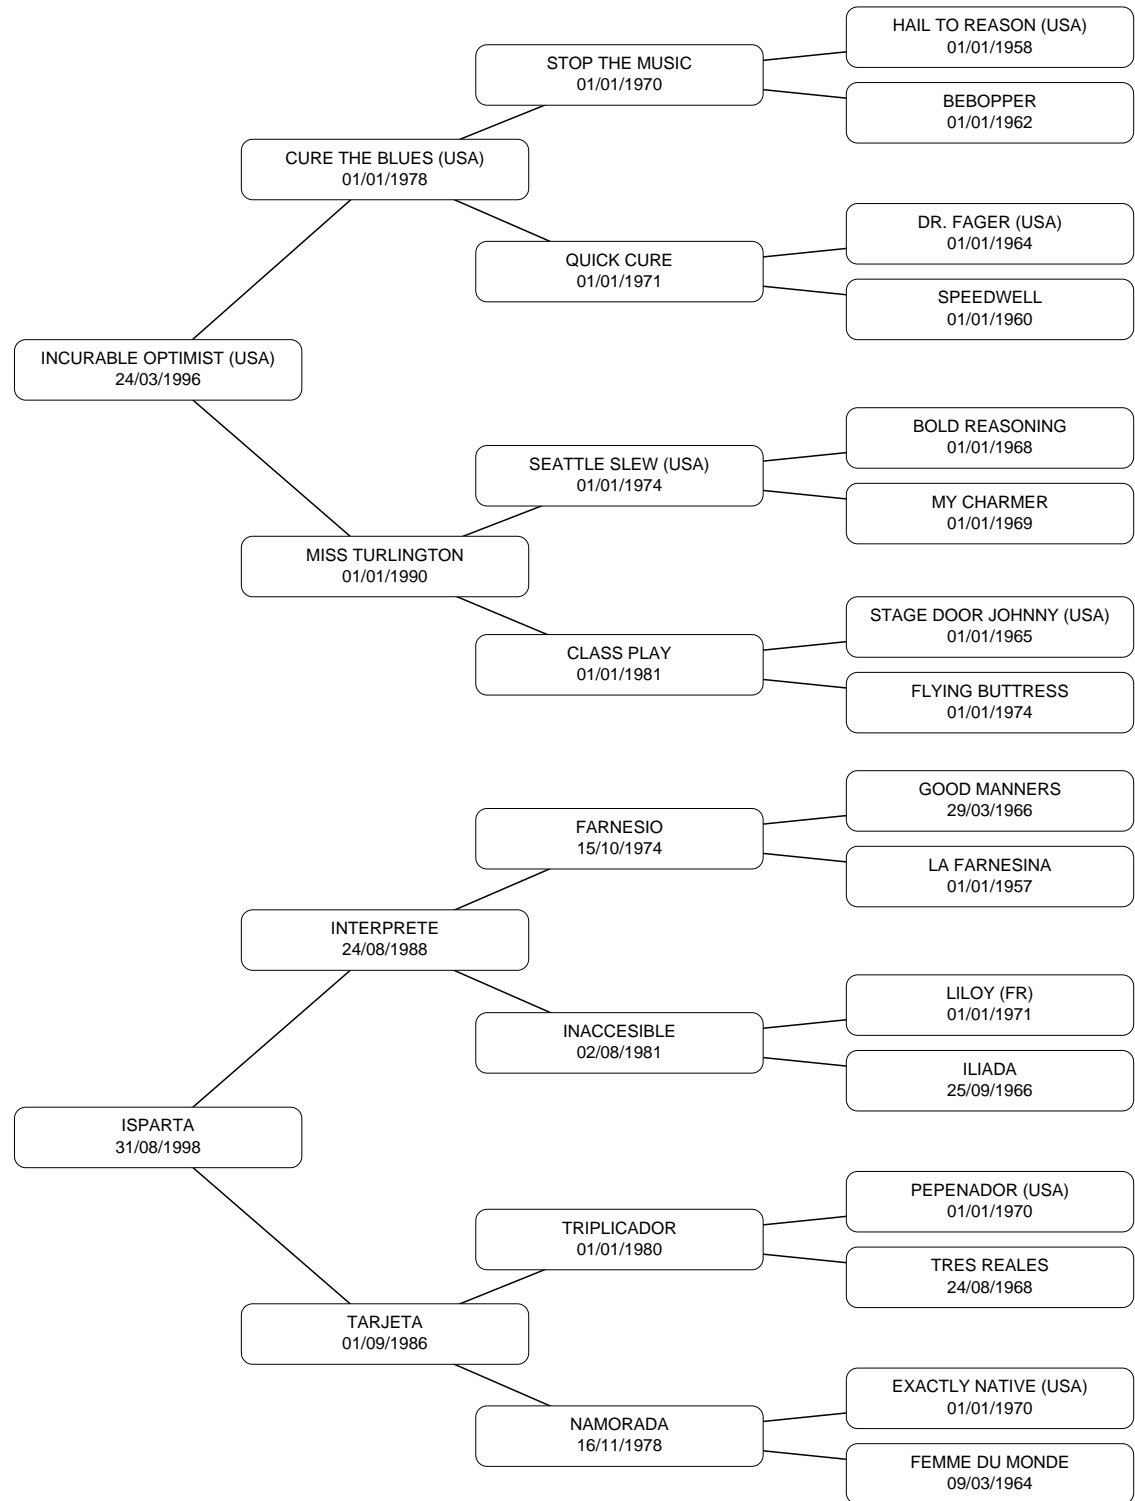 HAIL TO REASON (USA)
01/01/1958
STOP THE MUSIC
01/01/1970
BEBOPPER
01/01/1962
CURE THE BLUES (USA)
01/01/1978
DR. FAGER (USA)
01/01/1964
QUICK CURE
01/01/1971
SPEEDWELL
01/01/1960
INCURABLE OPTIMIST (USA)
24/03/1996
BOLD REASONING
01/01/1968
SEATTLE SLEW (USA)
01/01/1974
MY CHARMER
01/01/1969
MISS TURLINGTON
01/01/1990
STAGE DOOR JOHNNY (USA)
01/01/1965
CLASS PLAY
01/01/1981
FLYING BUTTRESS
01/01/1974
GOOD MANNERS
29/03/1966
FARNESIO
15/10/1974
LA FARNESINA
01/01/1957
INTERPRETE
24/08/1988
LILOY (FR)
01/01/1971
INACCESIBLE
02/08/1981
ILIADA
25/09/1966
ISPARTA
31/08/1998
PEPENADOR (USA)
01/01/1970
TRIPLICADOR
01/01/1980
TRES REALES
24/08/1968
TARJETA
01/09/1986
EXACTLY NATIVE (USA)
01/01/1970
NAMORADA
16/11/1978
FEMME DU MONDE
09/03/1964